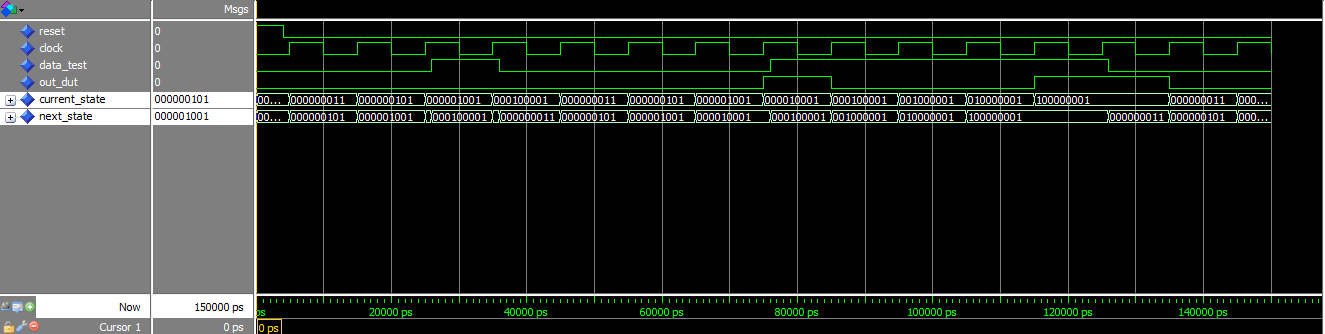 Msgs
reset 0
clock 0
data_test 0
out_dut 0
current_state 000000101 00... 000000011 000000101 000001001 000100001 000000011 000000101 000001001 000010001 000100001 001000001 010000001 100000001 000000011 000...
next_state 000001001 00... 000000101 000001001 000100001 000000011 000000101 000001001 000010001 000100001 001000001 010000001 100000001 000000011 000000101 000...
Now 150000 ps ps 20000 ps 40000 ps 60000 ps 80000 ps 100000 ps 120000 ps 140000 ps
Cursor 1 0 ps 0 ps